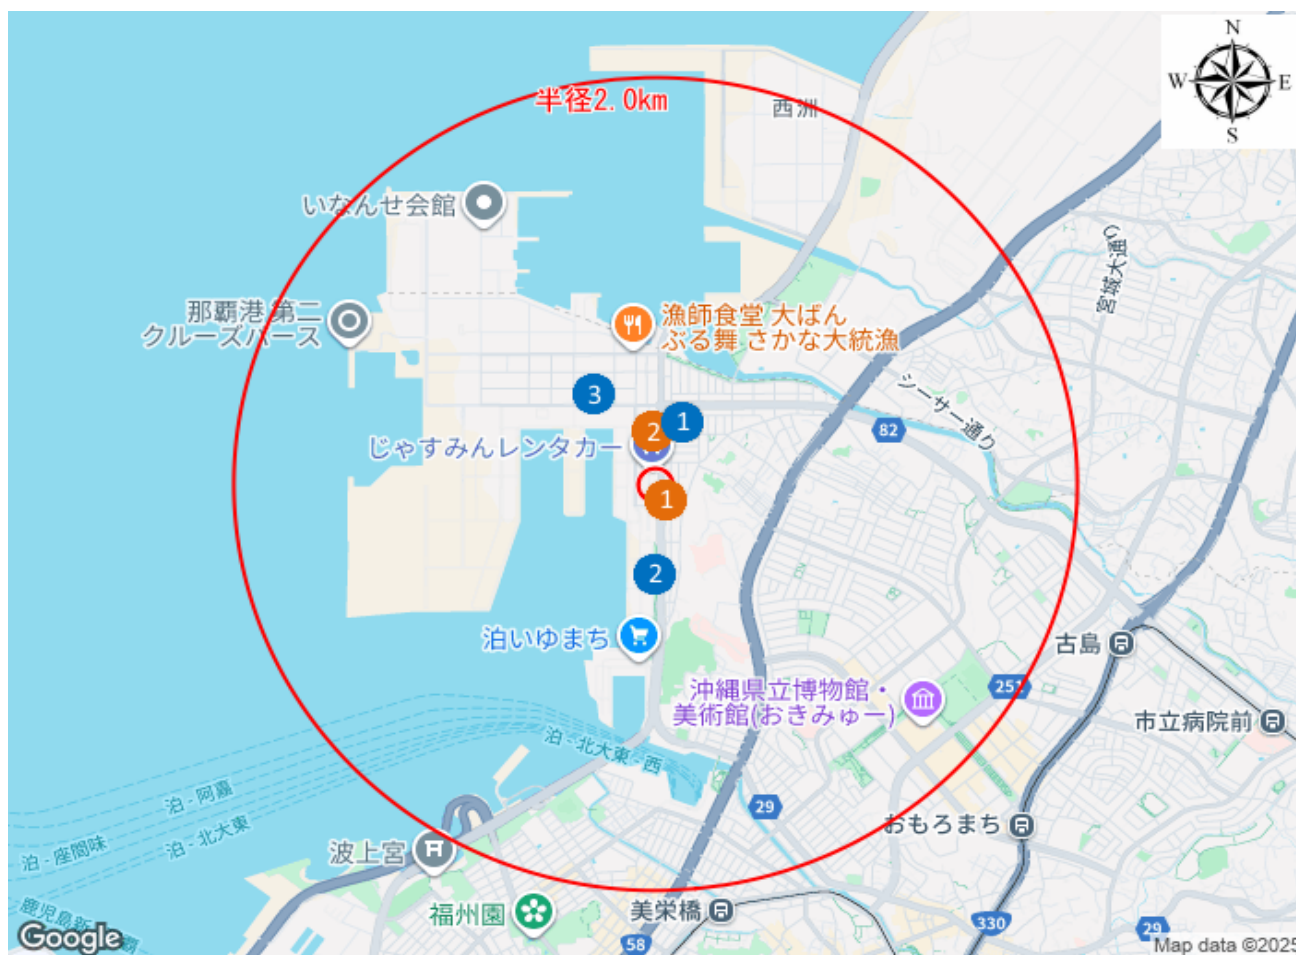 N
W
E
S
半径2.0km
西洲
いなんせ会館
宮城大通り
那覇港 第二
クルーズバース
漁師食堂 大ばん
ぶる舞 さかな大統漁
シーサー通り
3
1
2
82
じゃすみんレンタカー
1
2
泊いゆまち
古島
251
沖縄県立博物館・
美術館(おきみゅー)
市立病院前
泊 - 北大東 - 西
泊 - 阿嘉
29
おもろまち
泊 - 北大東
泊 - 座間味
波上宮
福州園
美栄橋
330
29
58
鹿児島新
覇
Google
Map data ©2025